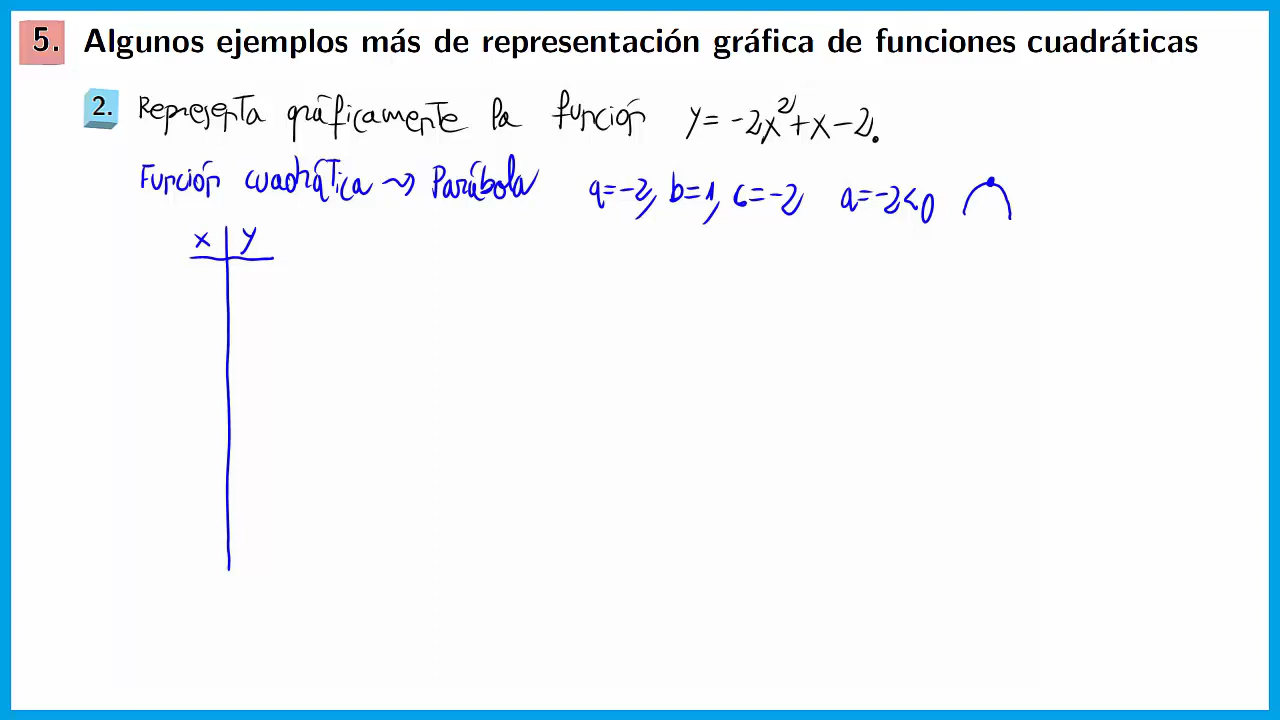 5. Algunos ejemplos más de representación gráfica de funciones cuadráticas
2. Representa gráficamente la función y = -2x²+x-2.
Función cuadrática ⇝ Parábola a=-2, b=1, c=-2 a=-2<0
x y